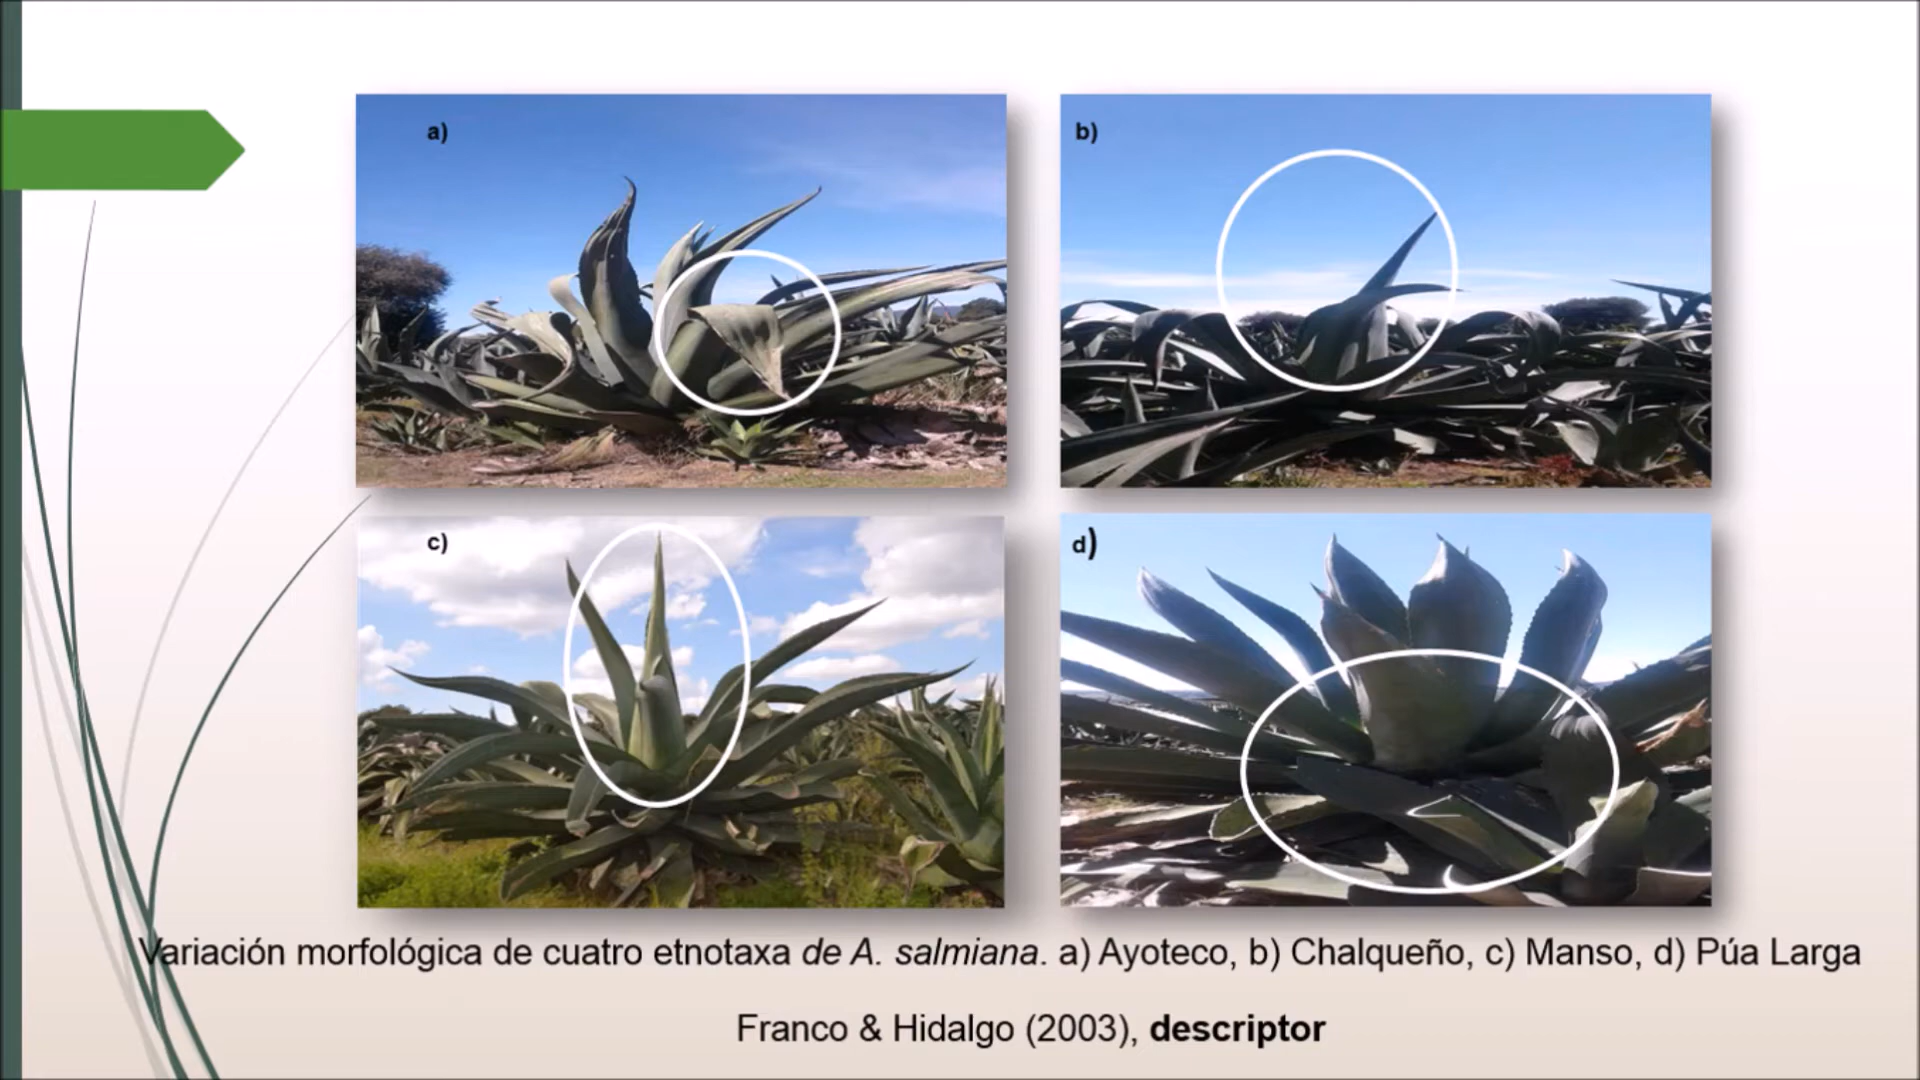 a)
b)
c)
d)
Variación morfológica de cuatro etnotaxa de A. salmiana. a) Ayoteco, b) Chalqueño, c) Manso, d) Púa Larga
Franco & Hidalgo (2003), descriptor